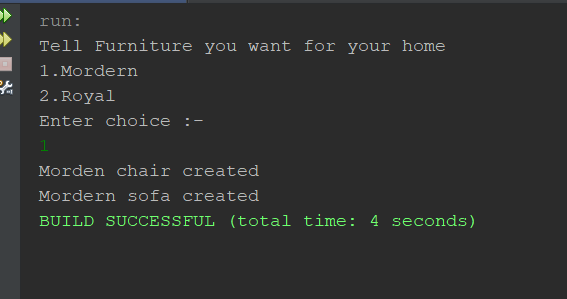 run:
Tell Furniture you want for your home
1.Mordern
2.Royal
Enter choice :-
1
Morden chair created
Mordern sofa created
BUILD SUCCESSFUL (total time: 4 seconds)